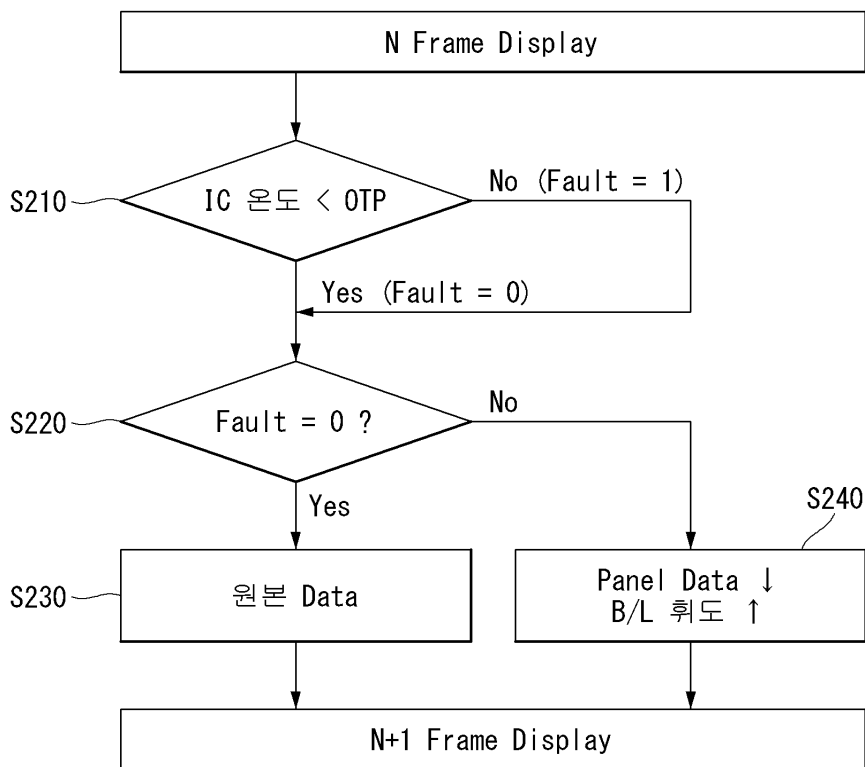 N Frame Display
S210
IC 온도 < OTP
No (Fault = 1)
Yes (Fault = 0)
S220
Fault = 0 ?
No
Yes
S240
S230
원본 Data
Panel Data ↓
B/L 휘도 ↑
N+1 Frame Display